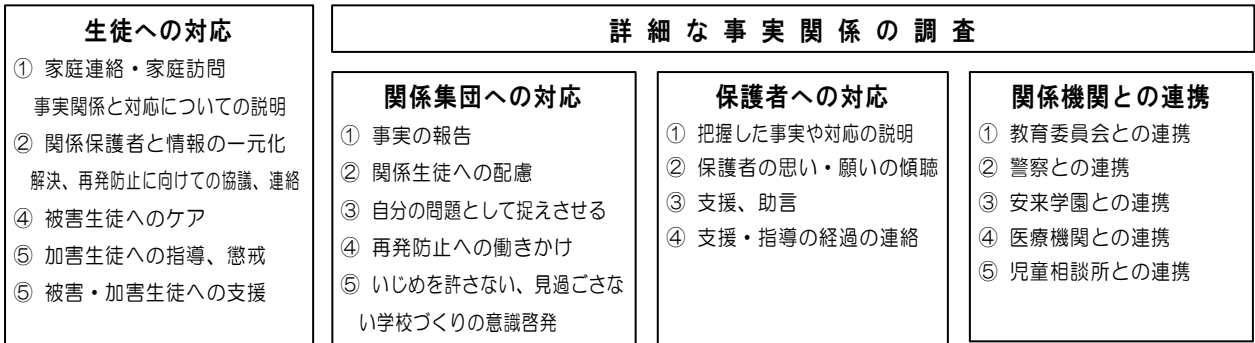 生徒への対応
① 家庭連絡・家庭訪問
事実関係と対応についての説明
② 関係保護者と情報の一元化
解決、再発防止に向けての協議、連絡
④ 被害生徒へのケア
⑤ 加害生徒への指導、懲戒
⑤ 被害・加害生徒への支援
詳細な事実関係の調査
関係集団への対応
① 事実の報告
② 関係生徒への配慮
③ 自分の問題として捉えさせる
④ 再発防止への働きかけ
⑤ いじめを許さない、見過ごさな
い学校づくりの意識啓発
保護者への対応
① 把握した事実や対応の説明
② 保護者の思い・願いの傾聴
③ 支援、助言
④ 支援・指導の経過の連絡
関係機関との連携
① 教育委員会との連携
② 警察との連携
③ 安来学園との連携
④ 医療機関との連携
⑤ 児童相談所との連携